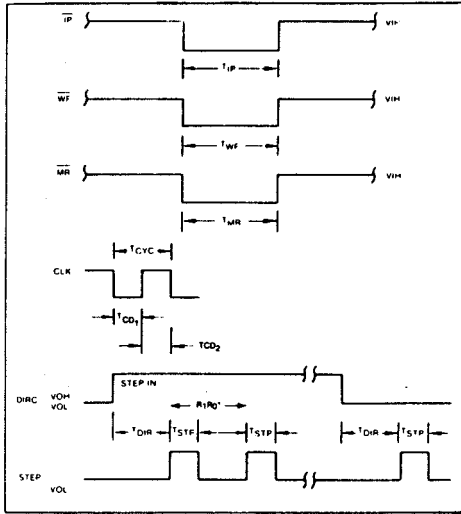 IP VIH
TIP
WF VIH
TWF
MR VIH
TMR
TCYC
CLK
TCD1
TCD2
STEP IN
DIRC VOH
VOL
R1R0*
TDIR TSTP TSTP TDIR TSTP
STEP
VOL